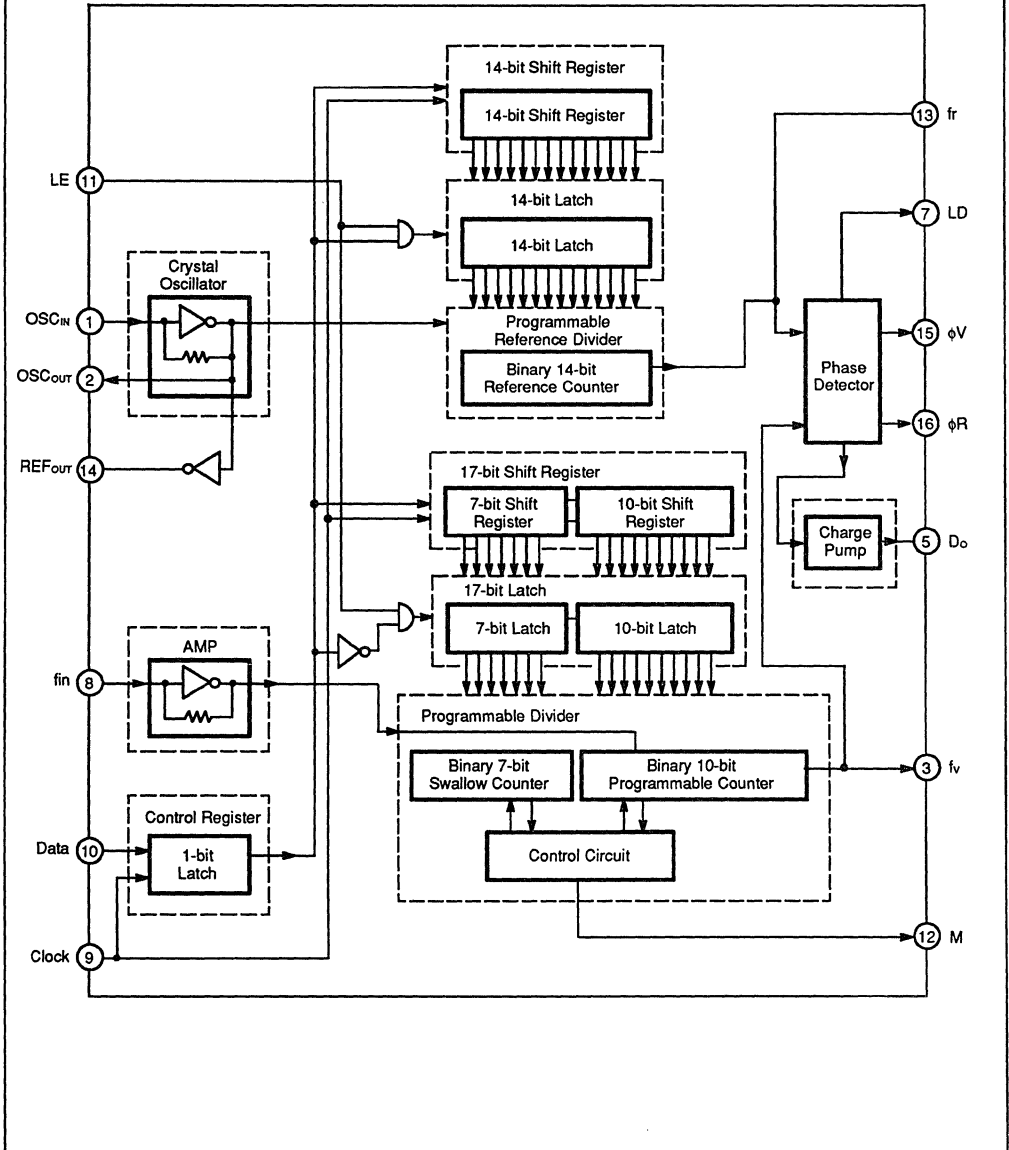 14-bit Shift Register
14-bit Shift Register
13 fr
LE 11
14-bit Latch
7 LD
14-bit Latch
Crystal
Oscillator
OSCIN 1
Programmable
Reference Divider
15 ϕV
Binary 14-bit
Reference Counter
Phase
Detector
OSCOUT 2
16 ϕR
REFOUT 14
17-bit Shift Register
7-bit Shift
Register
10-bit Shift
Register
Charge
Pump
5 Do
17-bit Latch
7-bit Latch
10-bit Latch
AMP
fin 8
Programmable Divider
Binary 7-bit
Swallow Counter
Binary 10-bit
Programmable Counter
3 fv
Control Register
Data 10
1-bit
Latch
Control Circuit
12 M
Clock 9